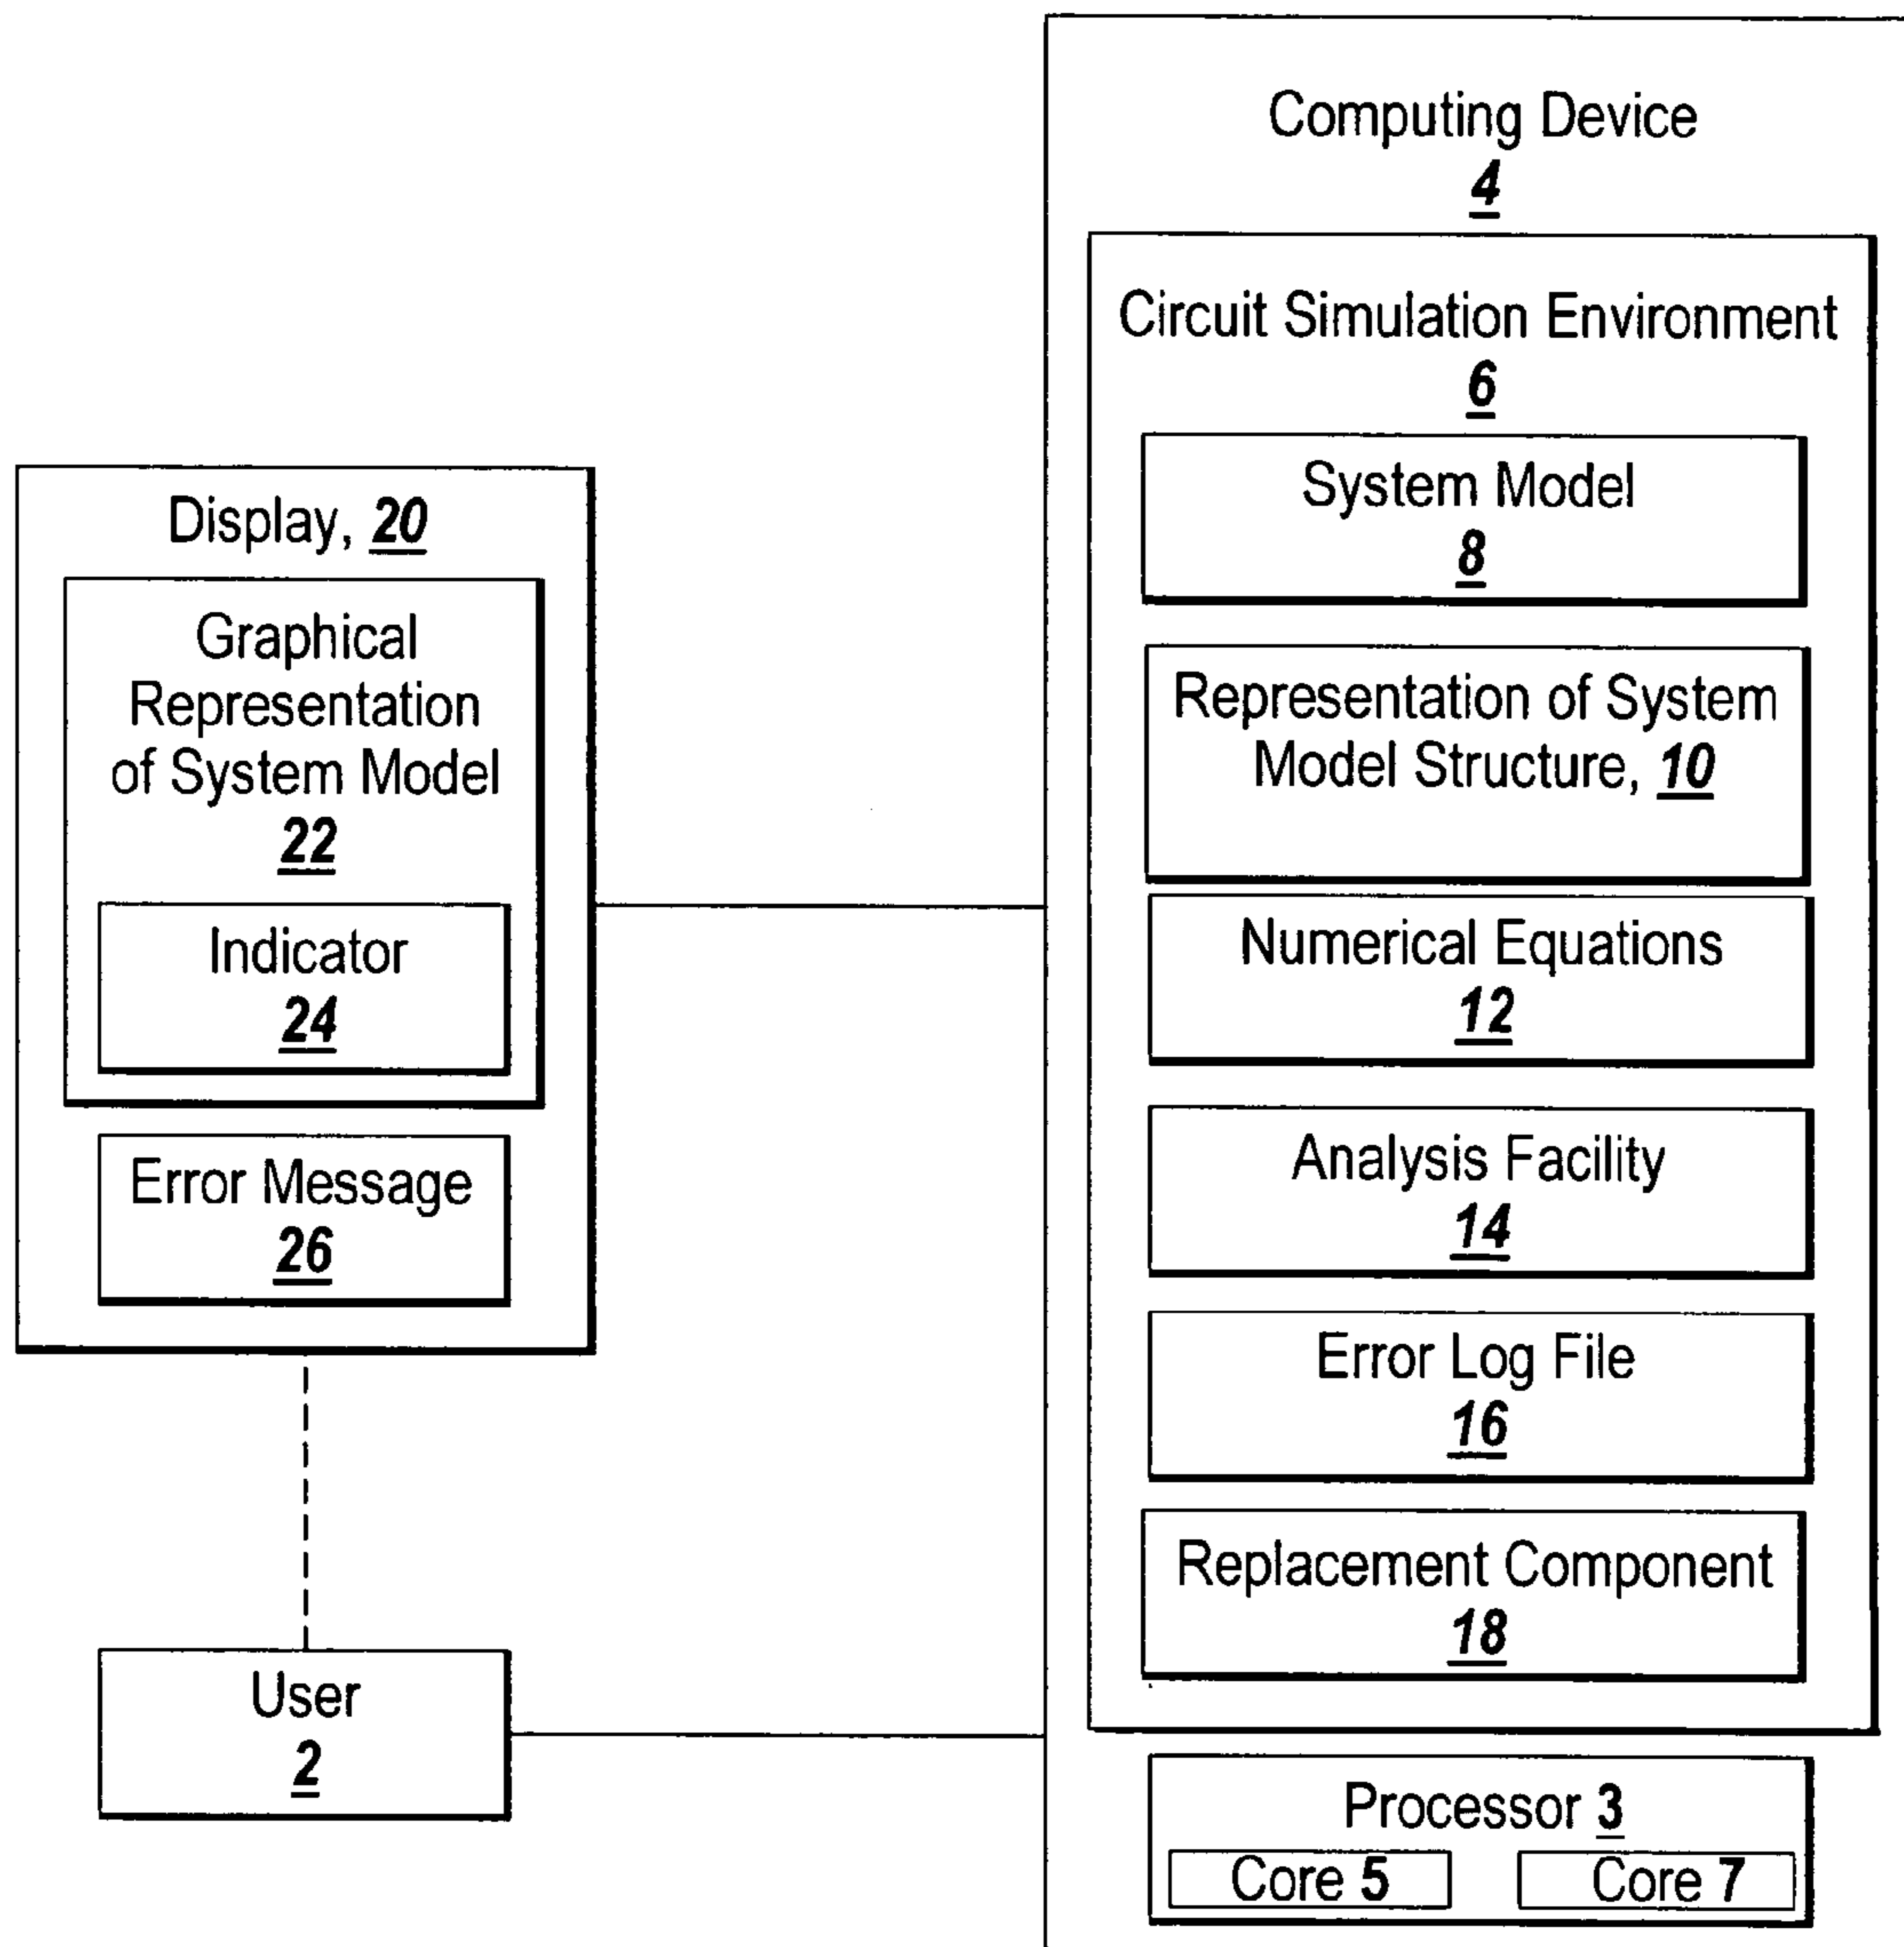 Computing Device
4
Circuit Simulation Environment
6
System Model
8
Representation of System
Model Structure, 10
Numerical Equations
12
Analysis Facility
14
Error Log File
16
Replacement Component
18
Processor 3
Core 5
Core 7
Display, 20
Graphical
Representation
of System Model
22
Indicator
24
Error Message
26
User
2